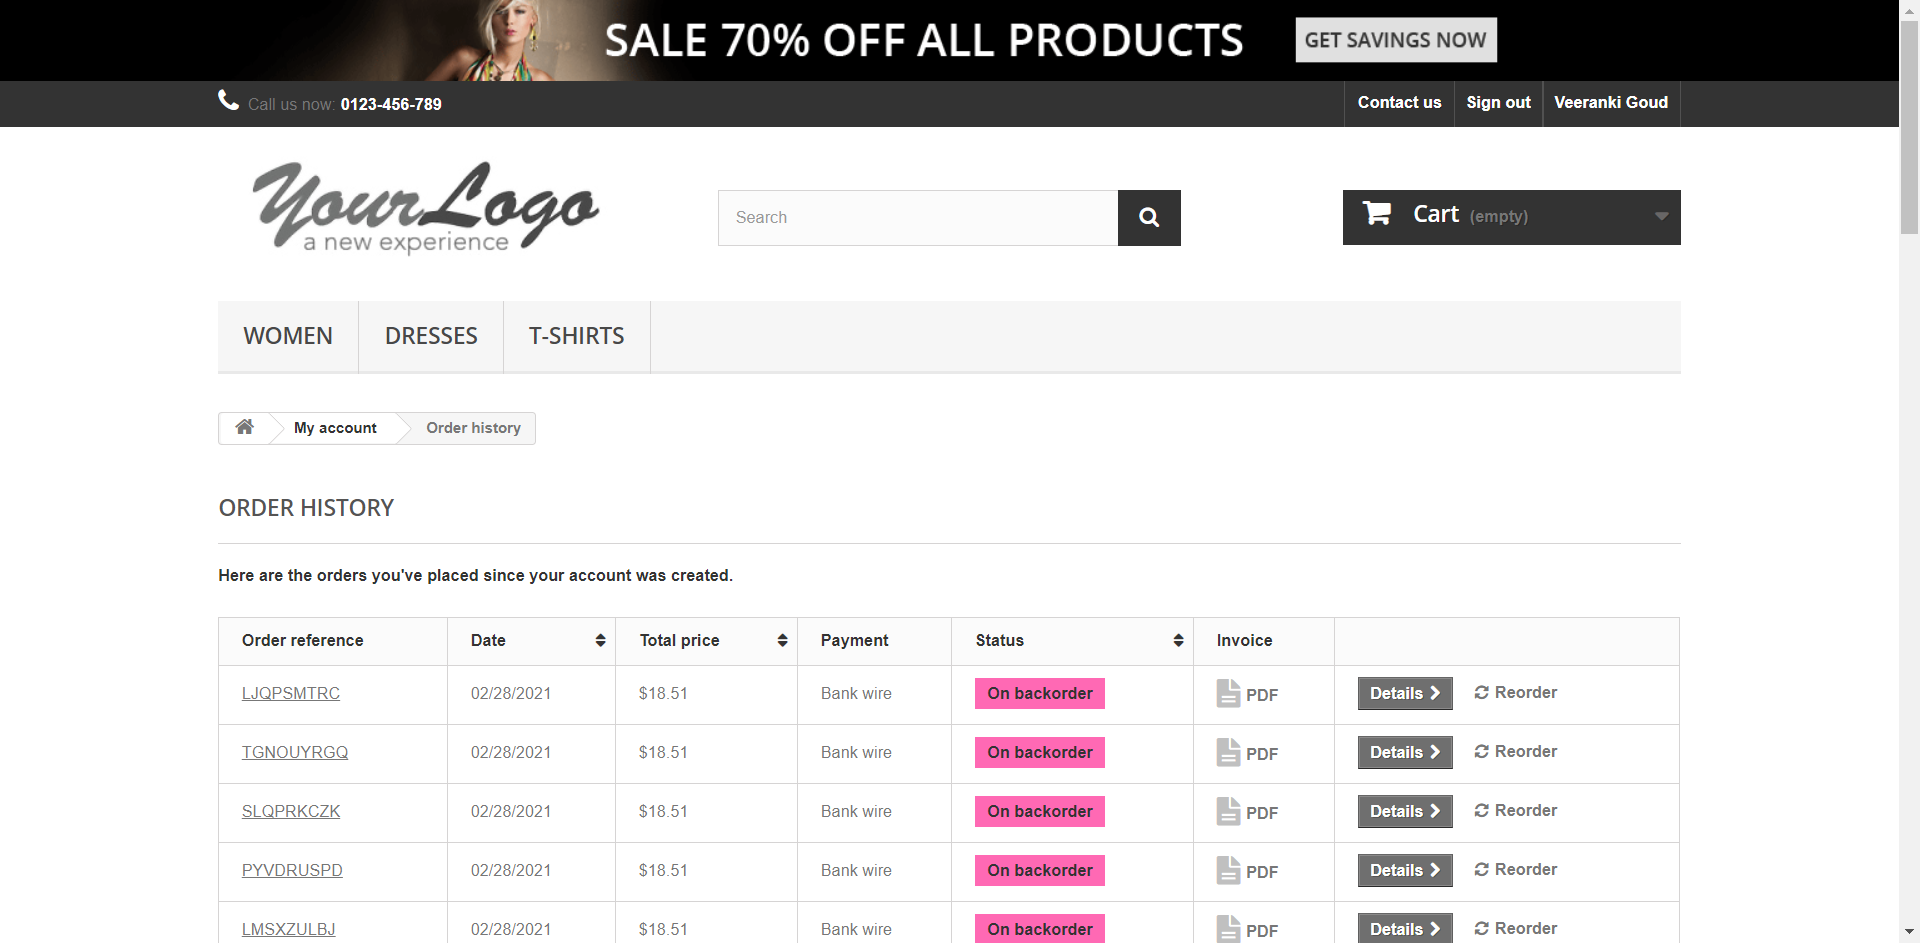 SALE 70% OFF ALL PRODUCTS GET SAVINGS NOW
Call us now: 0123-456-789 Contact us Sign out Veeranki Goud
YourLogo
a new experience
Search Cart (empty)
WOMEN DRESSES T-SHIRTS
My account Order history
ORDER HISTORY
Here are the orders you've placed since your account was created.
Order reference Date Total price Payment Status Invoice
LJQPSMTRC 02/28/2021 $18.51 Bank wire On backorder PDF Details Reorder
TGNOUYRGQ 02/28/2021 $18.51 Bank wire On backorder PDF Details Reorder
SLQPRKCZK 02/28/2021 $18.51 Bank wire On backorder PDF Details Reorder
PYVDRUSPD 02/28/2021 $18.51 Bank wire On backorder PDF Details Reorder
LMSXZULBJ 02/28/2021 $18.51 Bank wire On backorder PDF Details Reorder